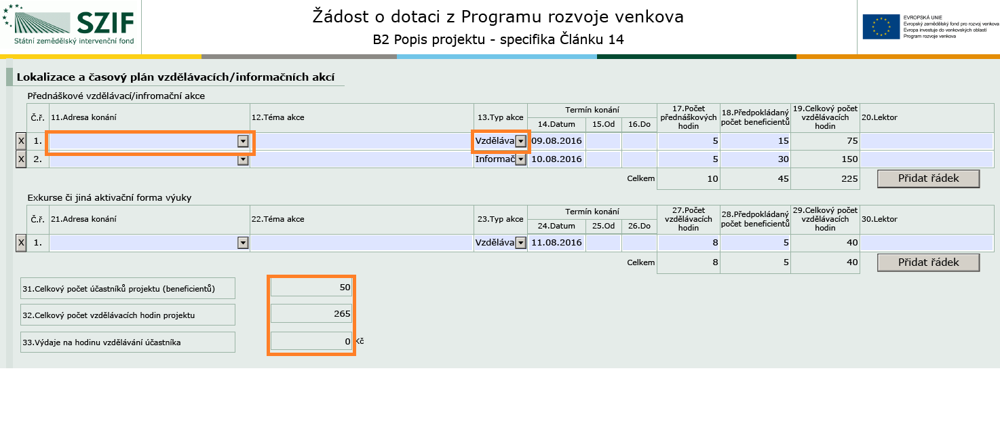 SZIF
Státní zemědělský intervenční fond
Žádost o dotaci z Programu rozvoje venkova
B2 Popis projektu - specifika Článku 14
EVROPSKÁ UNIE
Evropský zemědělský fond pro rozvoj venkova
Evropa investuje do venkovských oblastí
Program rozvoje venkova
Lokalizace a časový plán vzdělávacích/informačních akcí
Přednáškové vzdělávací/infromační akce
Č.ř. 11.Adresa konání 12.Téma akce 13.Typ akce Termín konání 14.Datum 15.Od 16.Do 17.Počet přednáškových hodin 18.Předpokládaný počet beneficientů 19.Celkový počet vzdělávacích hodin 20.Lektor
X 1. Vzděláva 09.08.2016 5 15 75
X 2. Informač 10.08.2016 5 30 150
Celkem 10 45 225 Přidat řádek
Exkurse či jiná aktivační forma výuky
Č.ř. 21.Adresa konání 22.Téma akce 23.Typ akce Termín konání 24.Datum 25.Od 26.Do 27.Počet vzdělávacích hodin 28.Předpokládaný počet beneficientů 29.Celkový počet vzdělávacích hodin 30.Lektor
X 1. Vzděláva 11.08.2016 8 5 40
Celkem 8 5 40 Přidat řádek
31.Celkový počet účastníků projektu (beneficientů) 50
32.Celkový počet vzdělávacích hodin projektu 265
33.Výdaje na hodinu vzdělávání účastníka 0 Kč